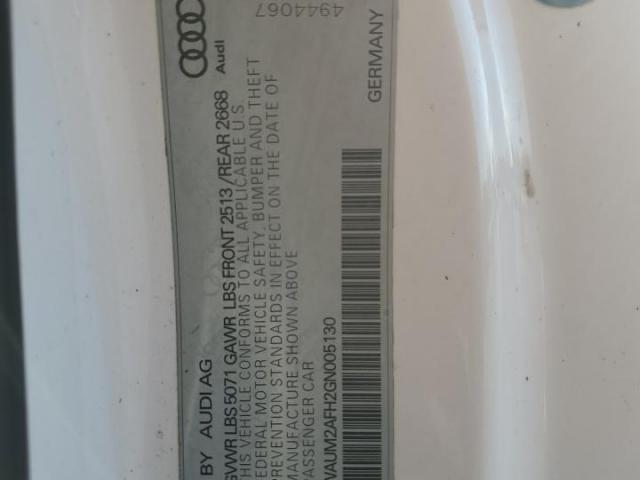 BY AUDI AG
GVWR LBS 5071 GAWR LBS FRONT 2513 /REAR 2668
THIS VEHICLE CONFORMS TO ALL APPLICABLE U.S.
FEDERAL MOTOR VEHICLE SAFETY, BUMPER AND THEFT
PREVENTION STANDARDS IN EFFECT ON THE DATE OF
MANUFACTURE SHOWN ABOVE
PASSENGER CAR
GERMANY
WAUM2AFH2GN005130
Audi
4944067